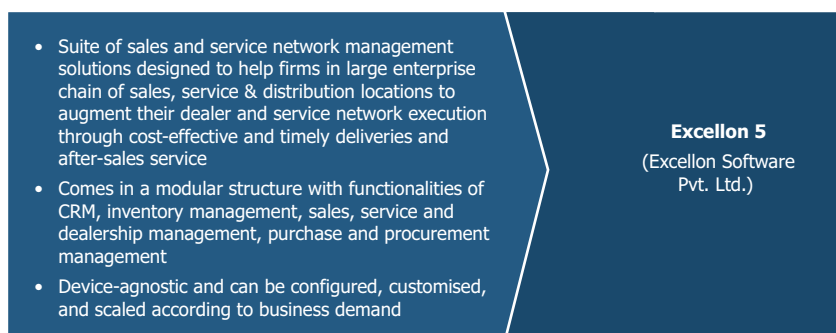 • Suite of sales and service network management
solutions designed to help firms in large enterprise
chain of sales, service & distribution locations to
augment their dealer and service network execution
through cost-effective and timely deliveries and
after-sales service
• Comes in a modular structure with functionalities of
CRM, inventory management, sales, service and
dealership management, purchase and procurement
management
• Device-agnostic and can be configured, customised,
and scaled according to business demand
Excellon 5
(Excellon Software
Pvt. Ltd.)